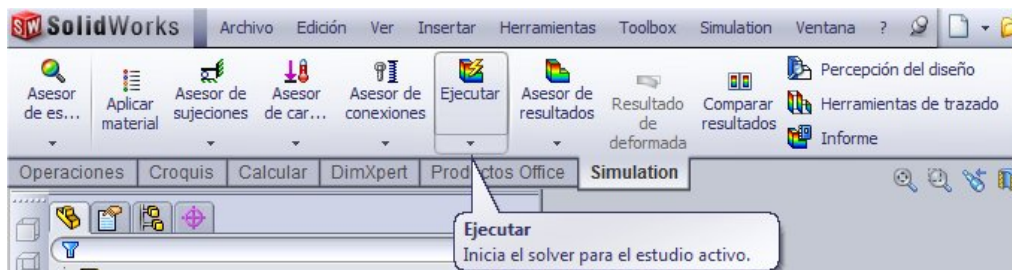 SW SolidWorks Archivo Edición Ver Insertar Herramientas Toolbox Simulation Ventana ?
Asesor de es...
Aplicar material
Asesor de sujeciones
Asesor de car...
Asesor de conexiones
Ejecutar
Asesor de resultados
Resultado de deformada
Comparar resultados
Percepción del diseño
Herramientas de trazado
Informe
Operaciones Croquis Calcular DimXpert Productos Office Simulation
Ejecutar
Inicia el solver para el estudio activo.